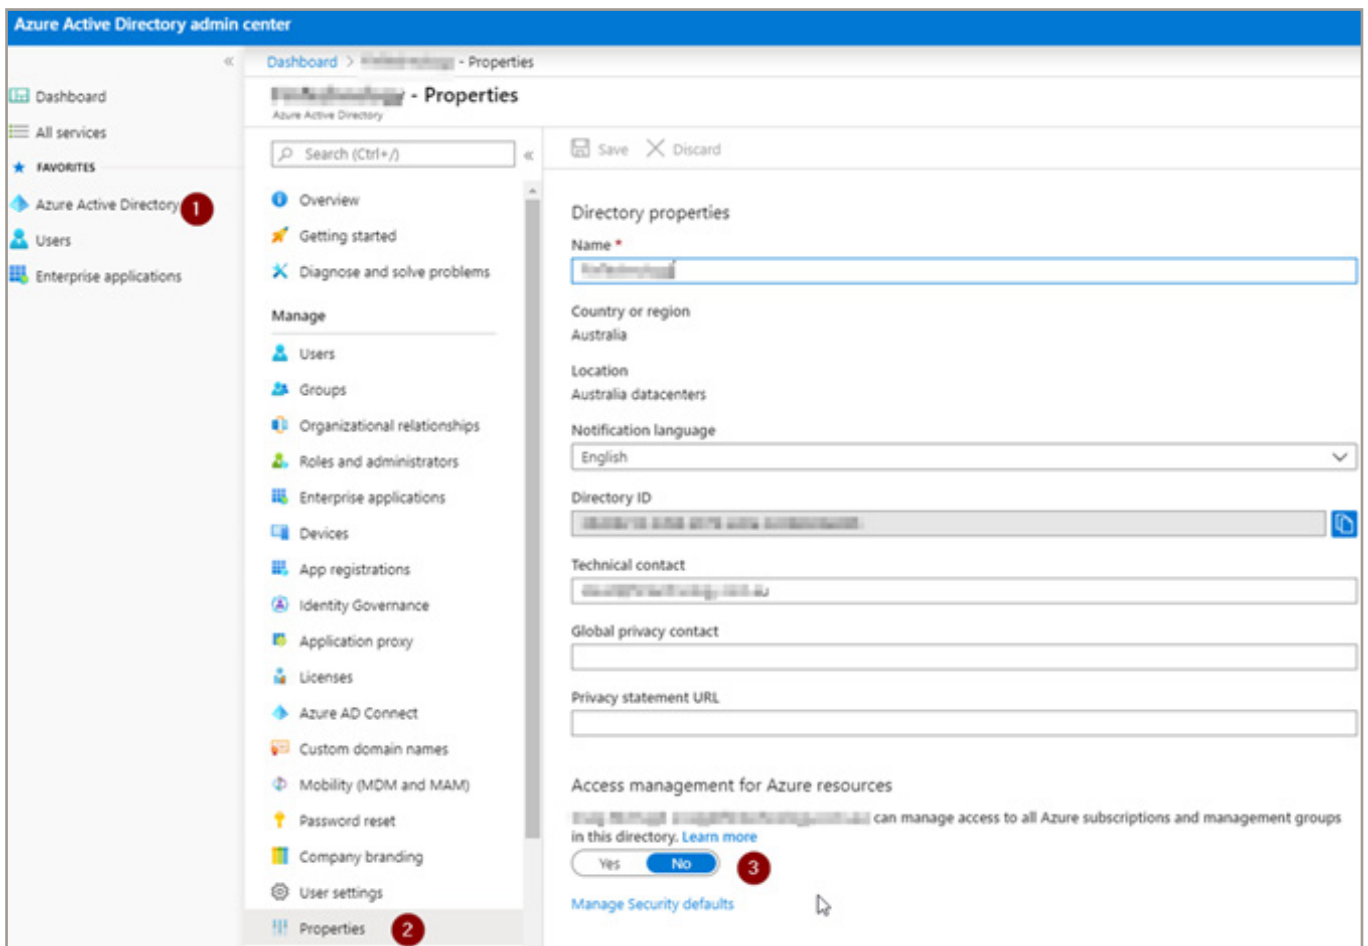 Azure Active Directory admin center
Dashboard > - Properties
- Properties
Azure Active Directory
Dashboard
All services
FAVORITES
Azure Active Directory 1
Users
Enterprise applications
Search (Ctrl+/)
Overview
Getting started
Diagnose and solve problems
Manage
Users
Groups
Organizational relationships
Roles and administrators
Enterprise applications
Devices
App registrations
Identity Governance
Application proxy
Licenses
Azure AD Connect
Custom domain names
Mobility (MDM and MAM)
Password reset
Company branding
User settings
Properties 2
Save Discard
Directory properties
Name *
Country or region
Australia
Location
Australia datacenters
Notification language
English
Directory ID
Technical contact
Global privacy contact
Privacy statement URL
Access management for Azure resources
can manage access to all Azure subscriptions and management groups
in this directory. Learn more
Yes No 3
Manage Security defaults